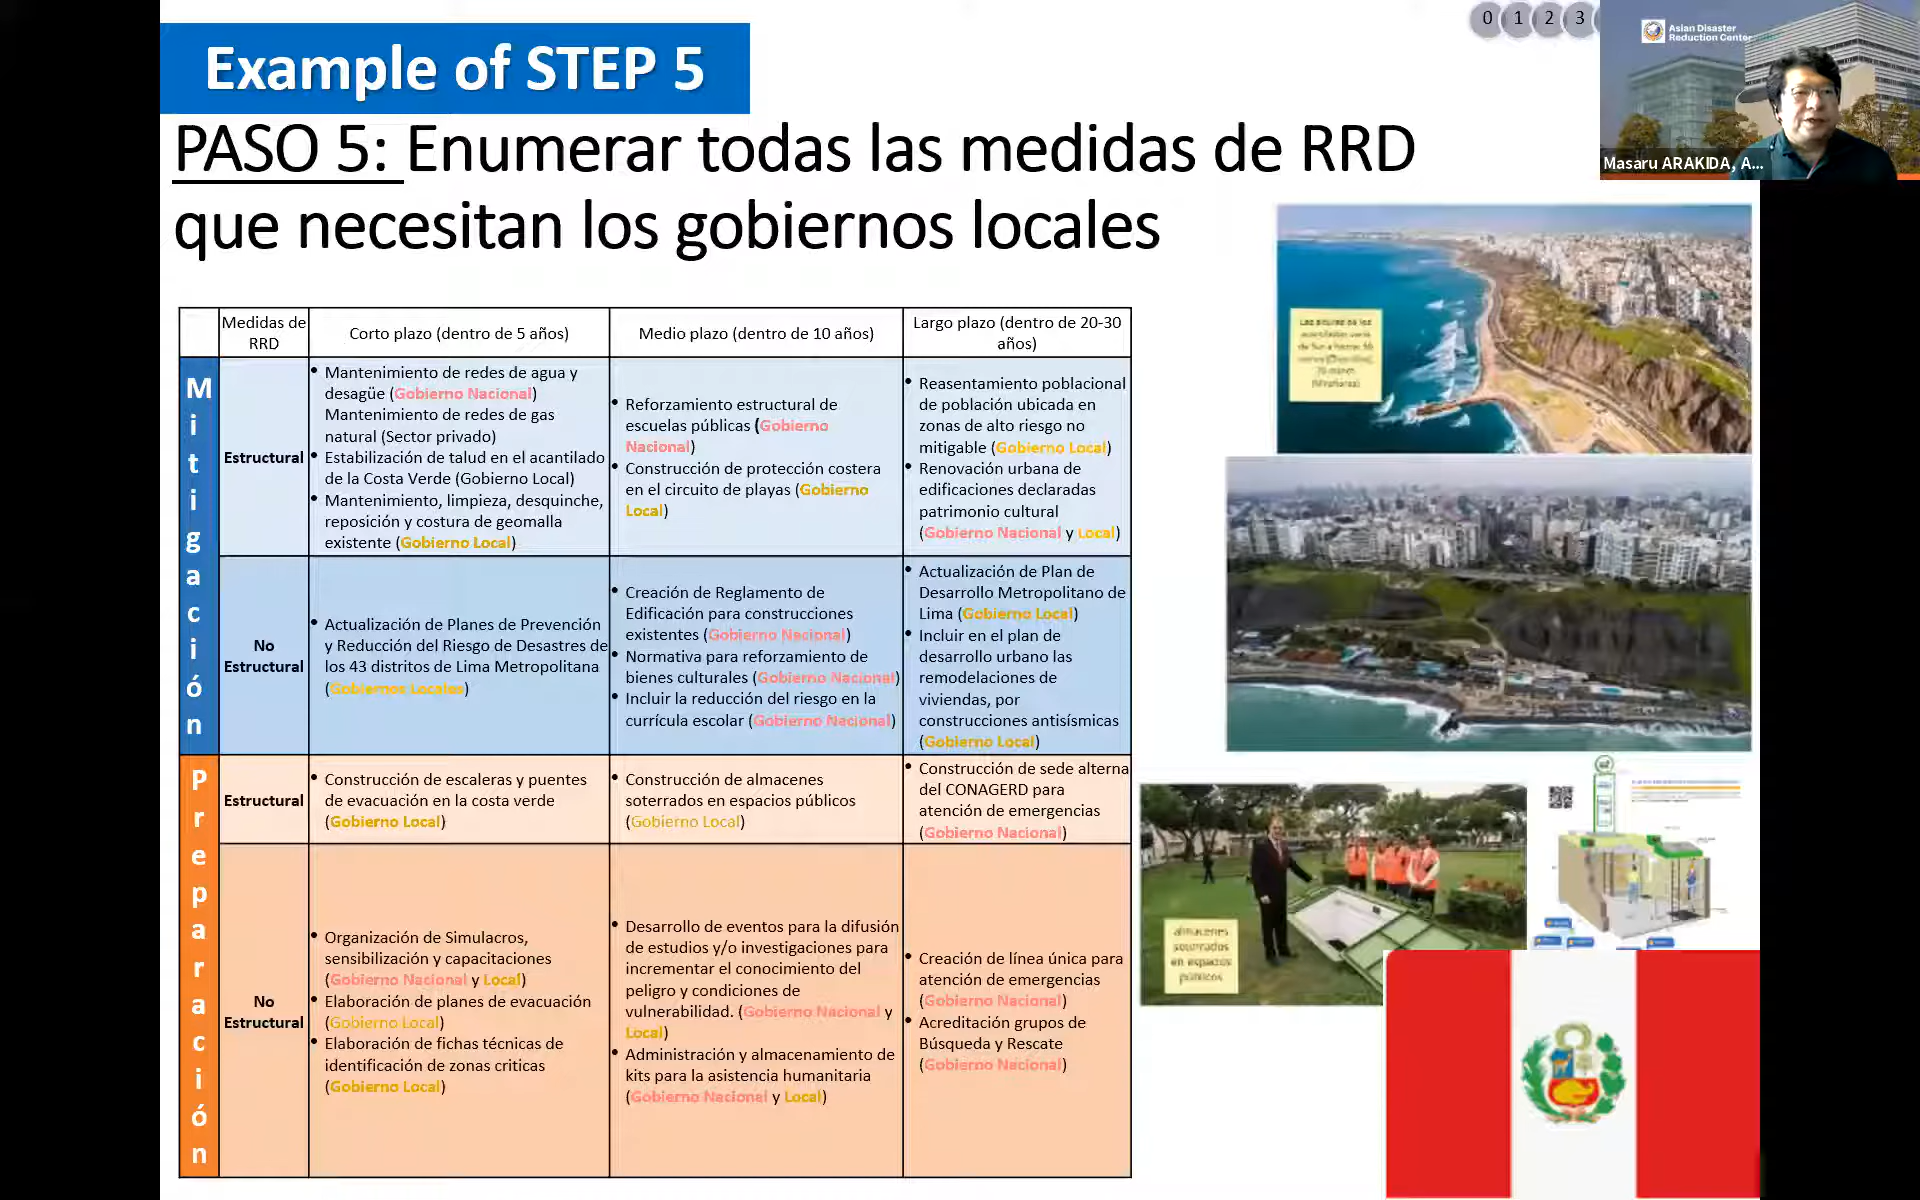 Example of STEP 5
0 1 2 3
Asian Disaster
Reduction Center
Masaru ARAKIDA, A...
PASO 5: Enumerar todas las medidas de RRD
que necesitan los gobiernos locales
Medidas de
RRD
Corto plazo (dentro de 5 años)
Medio plazo (dentro de 10 años)
Largo plazo (dentro de 20-30
años)
Mitigación
Estructural
• Mantenimiento de redes de agua y
desagüe (Gobierno Nacional)
Mantenimiento de redes de gas
natural (Sector privado)
• Estabilización de talud en el acantilado
de la Costa Verde (Gobierno Local)
• Mantenimiento, limpieza, desquinche,
reposición y costura de geomalla
existente (Gobierno Local)
• Reforzamiento estructural de
escuelas públicas (Gobierno
Nacional)
• Construcción de protección costera
en el circuito de playas (Gobierno
Local)
• Reasentamiento poblacional
de población ubicada en
zonas de alto riesgo no
mitigable (Gobierno Local)
• Renovación urbana de
edificaciones declaradas
patrimonio cultural
(Gobierno Nacional y Local)
No
Estructural
• Actualización de Planes de Prevención
y Reducción del Riesgo de Desastres de
los 43 distritos de Lima Metropolitana
(Gobiernos Locales)
• Creación de Reglamento de
Edificación para construcciones
existentes (Gobierno Nacional)
• Normativa para reforzamiento de
bienes culturales (Gobierno Nacional)
• Incluir la reducción del riesgo en la
currícula escolar (Gobierno Nacional)
• Actualización de Plan de
Desarrollo Metropolitano de
Lima (Gobierno Local)
• Incluir en el plan de
desarrollo urbano las
remodelaciones de
viviendas, por
construcciones antisísmicas
(Gobierno Local)
Preparación
Estructural
• Construcción de escaleras y puentes
de evacuación en la costa verde
(Gobierno Local)
• Construcción de almacenes
soterrados en espacios públicos
(Gobierno Local)
• Construcción de sede alterna
del CONAGERD para
atención de emergencias
(Gobierno Nacional)
No
Estructural
• Organización de Simulacros,
sensibilización y capacitaciones
(Gobierno Nacional y Local)
• Elaboración de planes de evacuación
(Gobierno Local)
• Elaboración de fichas técnicas de
identificación de zonas criticas
(Gobierno Local)
• Desarrollo de eventos para la difusión
de estudios y/o investigaciones para
incrementar el conocimiento del
peligro y condiciones de
vulnerabilidad. (Gobierno Nacional y
Local)
• Administración y almacenamiento de
kits para la asistencia humanitaria
(Gobierno Nacional y Local)
• Creación de línea única para
atención de emergencias
(Gobierno Nacional)
• Acreditación grupos de
Búsqueda y Rescate
(Gobierno Nacional)
almacenes
soterrados
en espacios
públicos